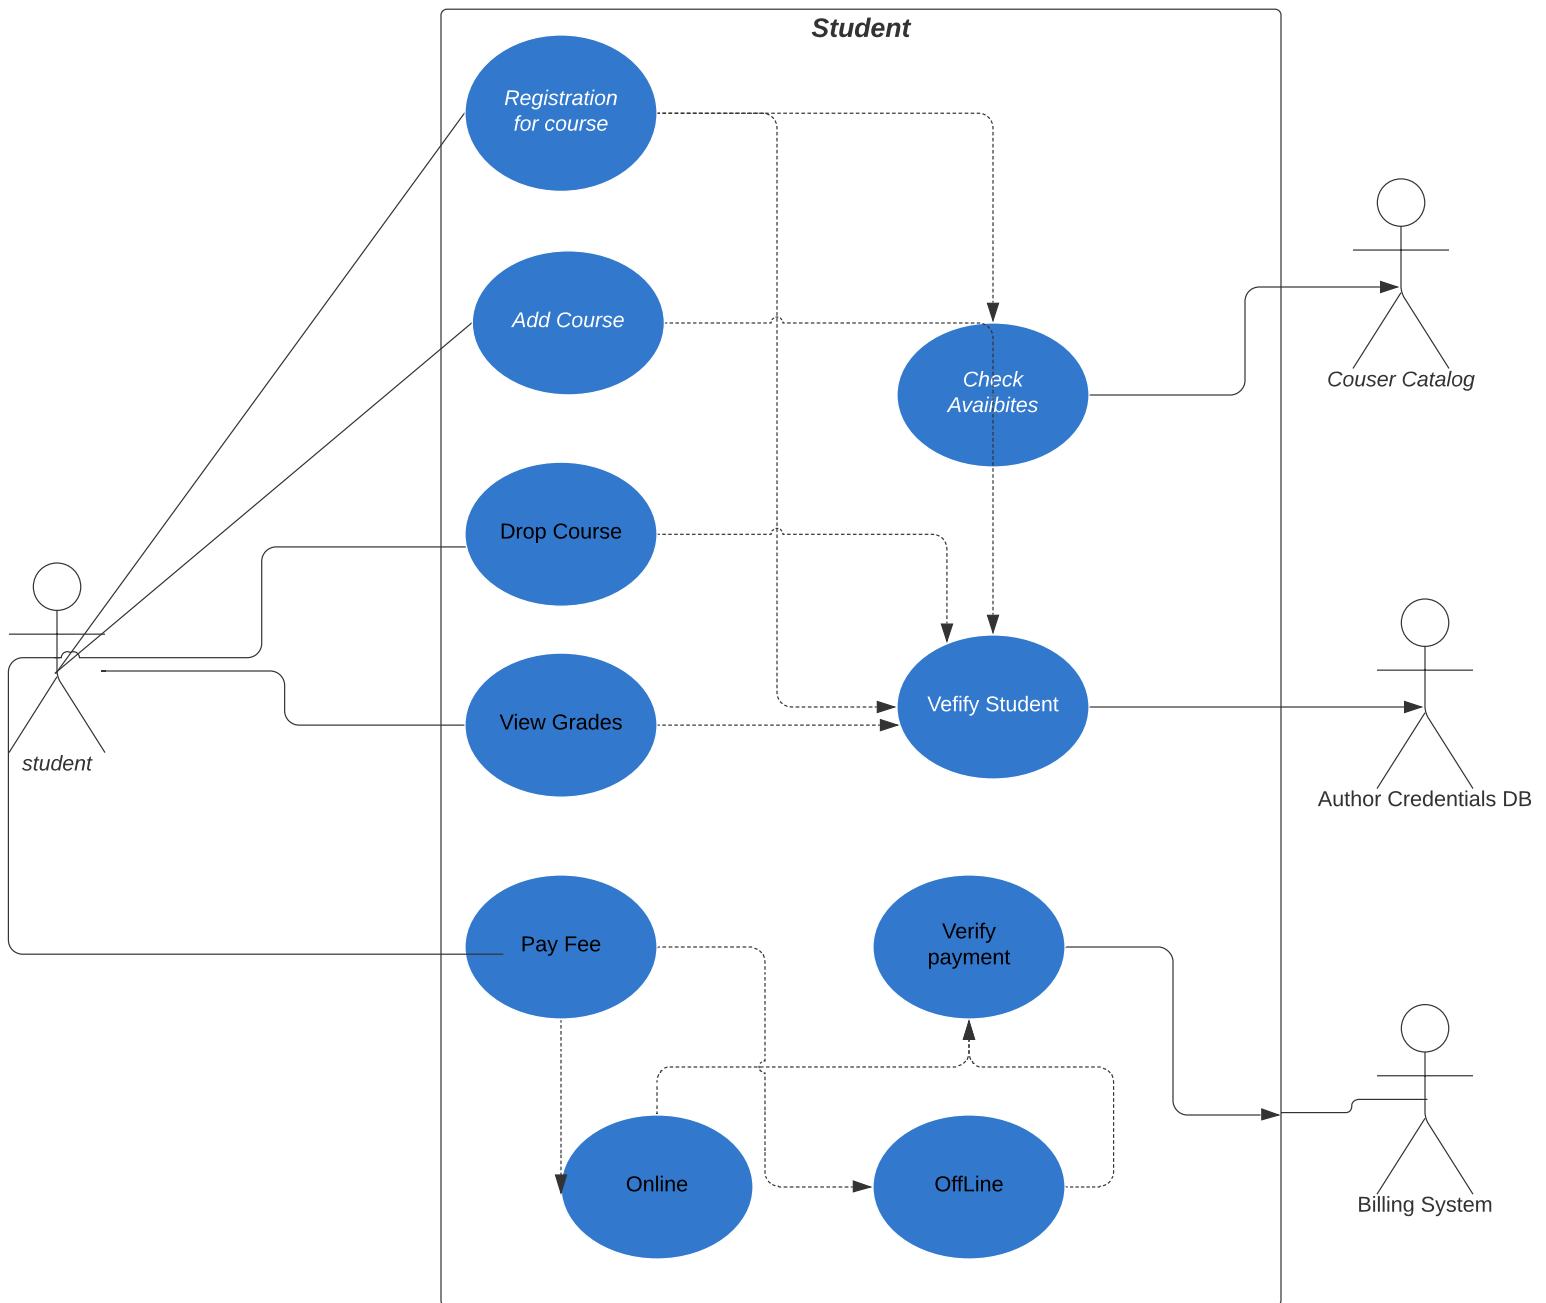 Student
Registration
for course
Add Course
Check
Avaiibites
Couser Catalog
Drop Course
Vefify Student
View Grades
student
Author Credentials DB
Pay Fee
Verify
payment
Online
OffLine
Billing System